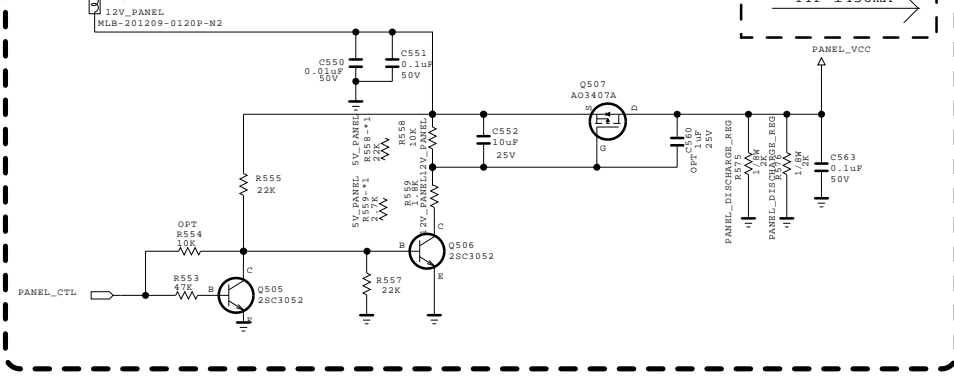 12V_PANEL
MLB-201209-0120P-N2
PANEL_VCC
C550
0.01uF
50V
C551
0.1uF
50V
Q507
AO3407A
S
D
G
5V_PANEL
R558-*1
22K
R558
10K
12V_PANEL
C552
10uF
25V
OPT C560
1uF
25V
PANEL_DISCHARGE_REG
R575
1/8W
2K
PANEL_DISCHARGE_REG
R576
1/8W
2K
C563
0.1uF
50V
R555
22K
5V_PANEL
R559-*1
2.7K
R559
1.8K
12V_PANEL
OPT
R554
10K
C
B
Q506
2SC3052
E
PANEL_CTL
R553
47K
B
C
Q505
2SC3052
E
R557
22K